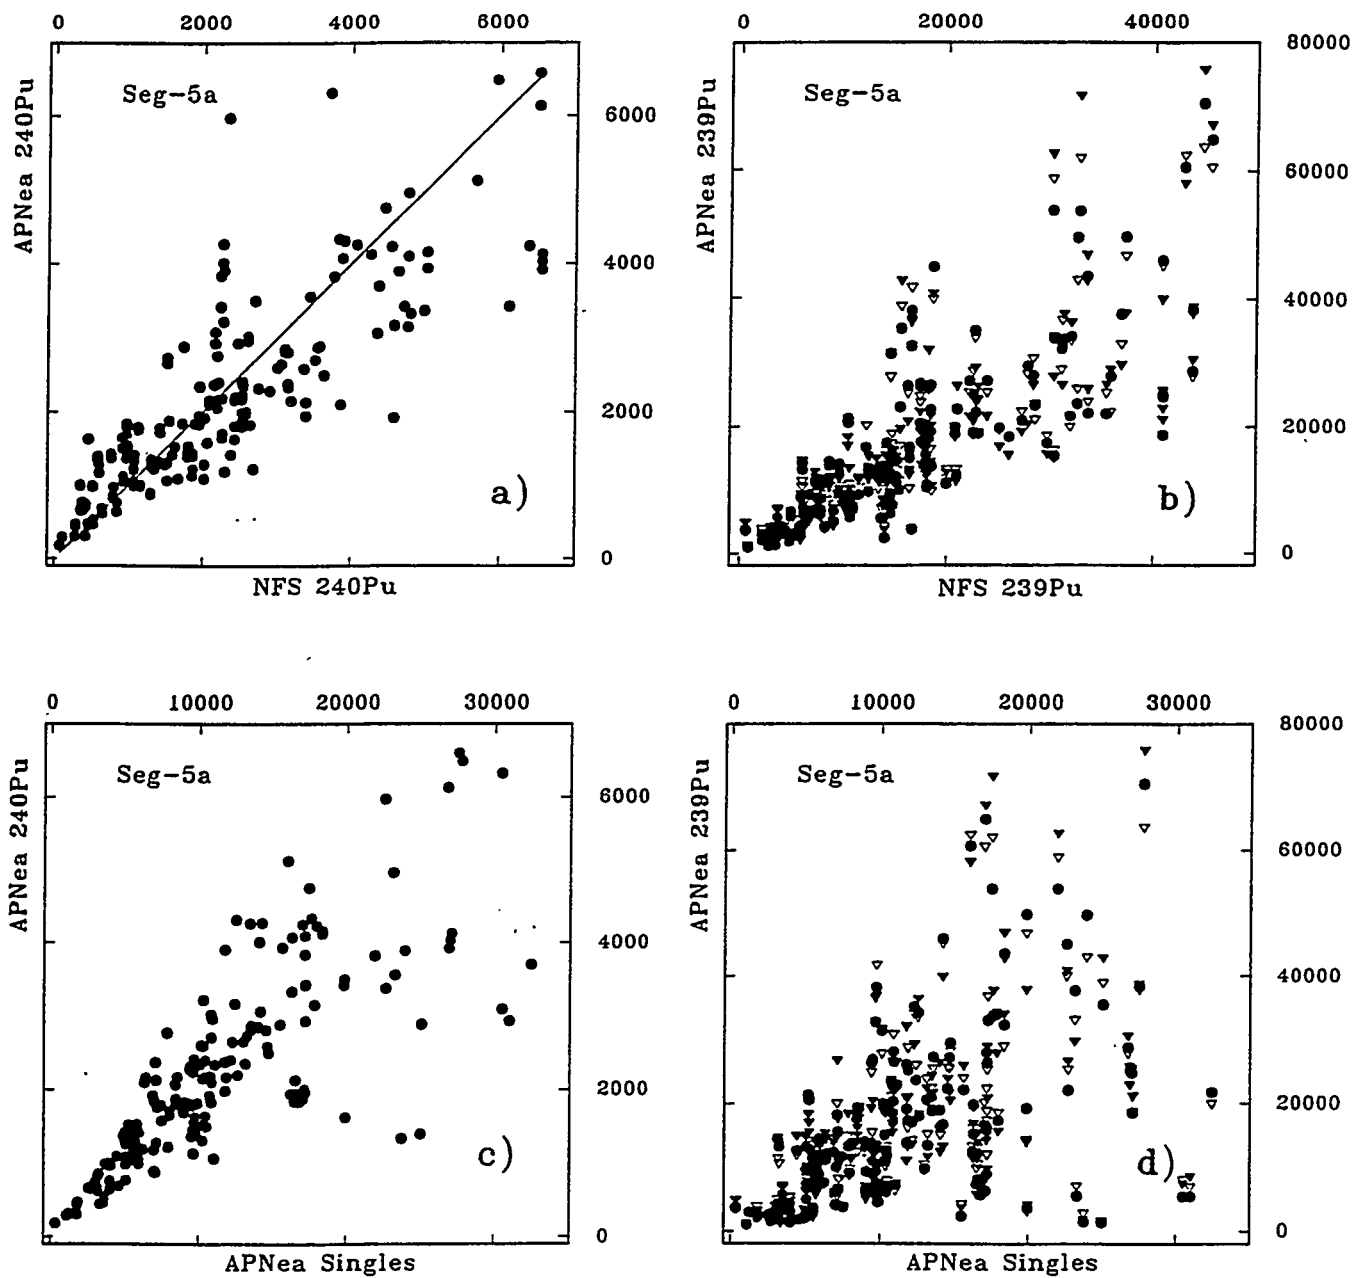 0 2000 4000 6000
APNea 240Pu
Seg-5a
6000
4000
2000
0
a)
NFS 240Pu
0 20000 40000
APNea 239Pu
Seg-5a
80000
60000
40000
20000
0
b)
NFS 239Pu
0 10000 20000 30000
APNea 240Pu
Seg-5a
6000
4000
2000
0
c)
APNea Singles
0 10000 20000 30000
APNea 239Pu
Seg-5a
80000
60000
40000
20000
0
d)
APNea Singles